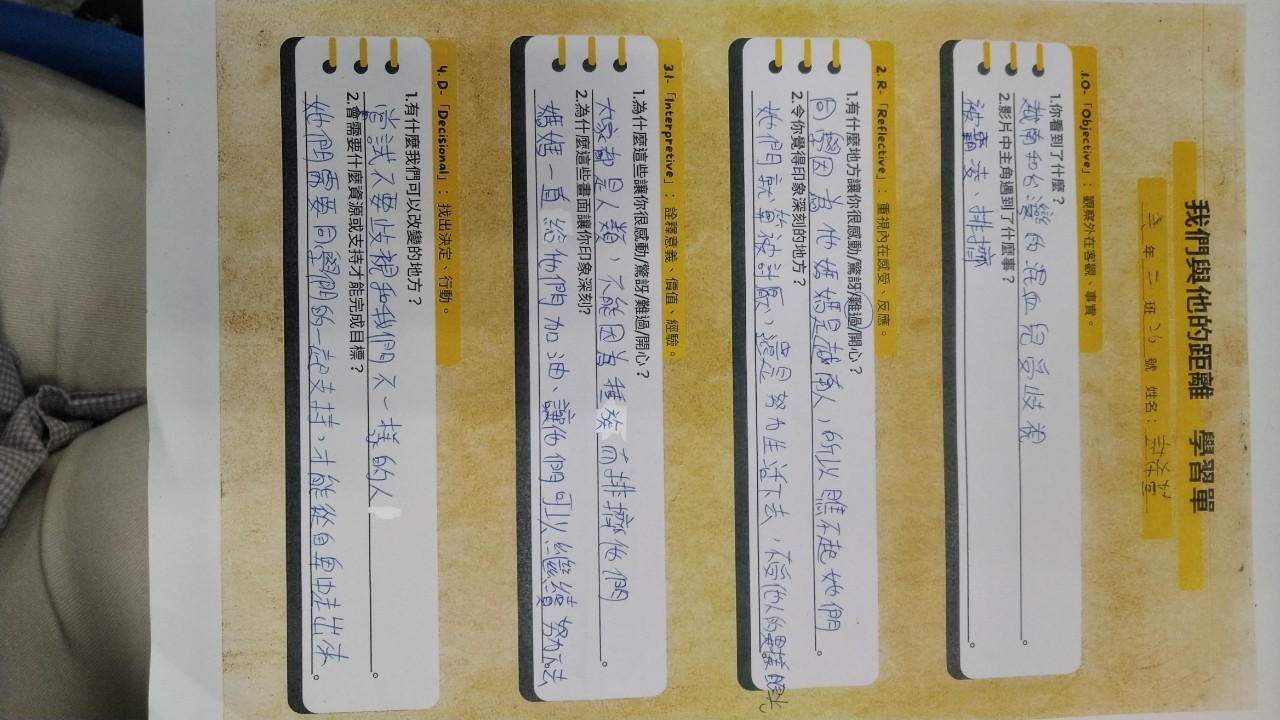 我們與他的距離 學習單
年 二 班 26 號 姓名：
1.O-「Objective」：觀察外在客觀、事實。
1.你看到了什麼？
越南的台灣的混血兒受歧視。
2.影片中主角遇到了什麼事？
被霸凌、排擠。
2. R-「Reflective」：重視內在感受、反應。
1.有什麼地方讓你很感動/驚訝/難過/開心？
同學因為他媽媽是越南人，所以瞧不起她們。
2.令你覺得印象深刻的地方？
她們就算被討厭，還是努力生活下去，不管他人的異樣眼光
3.I-「Interpretive」：詮釋意義、價值、經驗。
1.為什麼這些讓你很感動/驚訝/難過/開心？
大家都是人類，不能因為種族而排擠他們。
2.為什麼這些畫面讓你印象深刻?
媽媽一直給他們加油、讓他們可以繼續努力下去。
4. D-「Decisional」：找出決定、行動。
1.有什麼我們可以改變的地方？
嘗試不要歧視和我們不一樣的人。
2.會需要什麼資源或支持才能完成目標？
她們需要同學們的一起支持，才能從自卑中走出來。